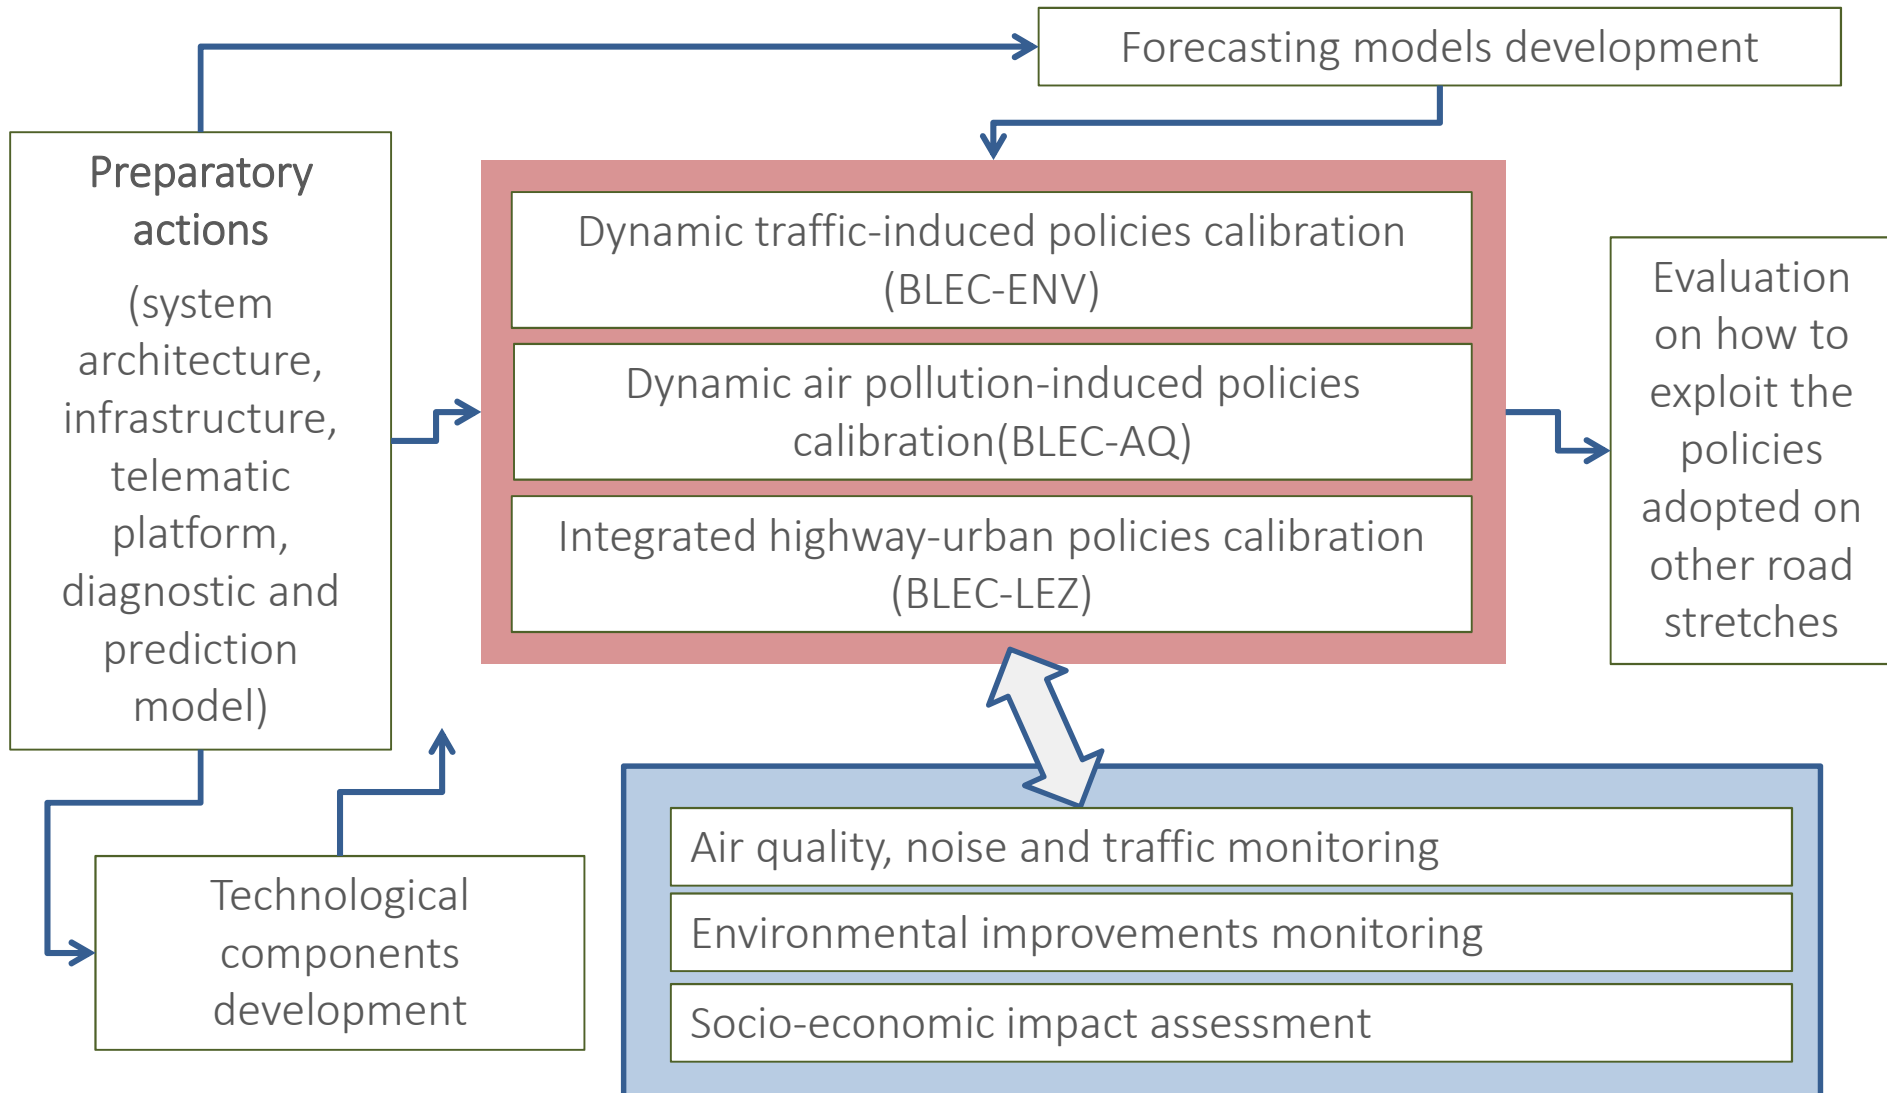 Forecasting models development
Preparatory
actions
(system
architecture,
infrastructure,
telematic
platform,
diagnostic and
prediction
model)
Dynamic traffic-induced policies calibration
(BLEC-ENV)
Dynamic air pollution-induced policies
calibration(BLEC-AQ)
Integrated highway-urban policies calibration
(BLEC-LEZ)
Evaluation
on how to
exploit the
policies
adopted on
other road
stretches
Technological
components
development
Air quality, noise and traffic monitoring
Environmental improvements monitoring
Socio-economic impact assessment